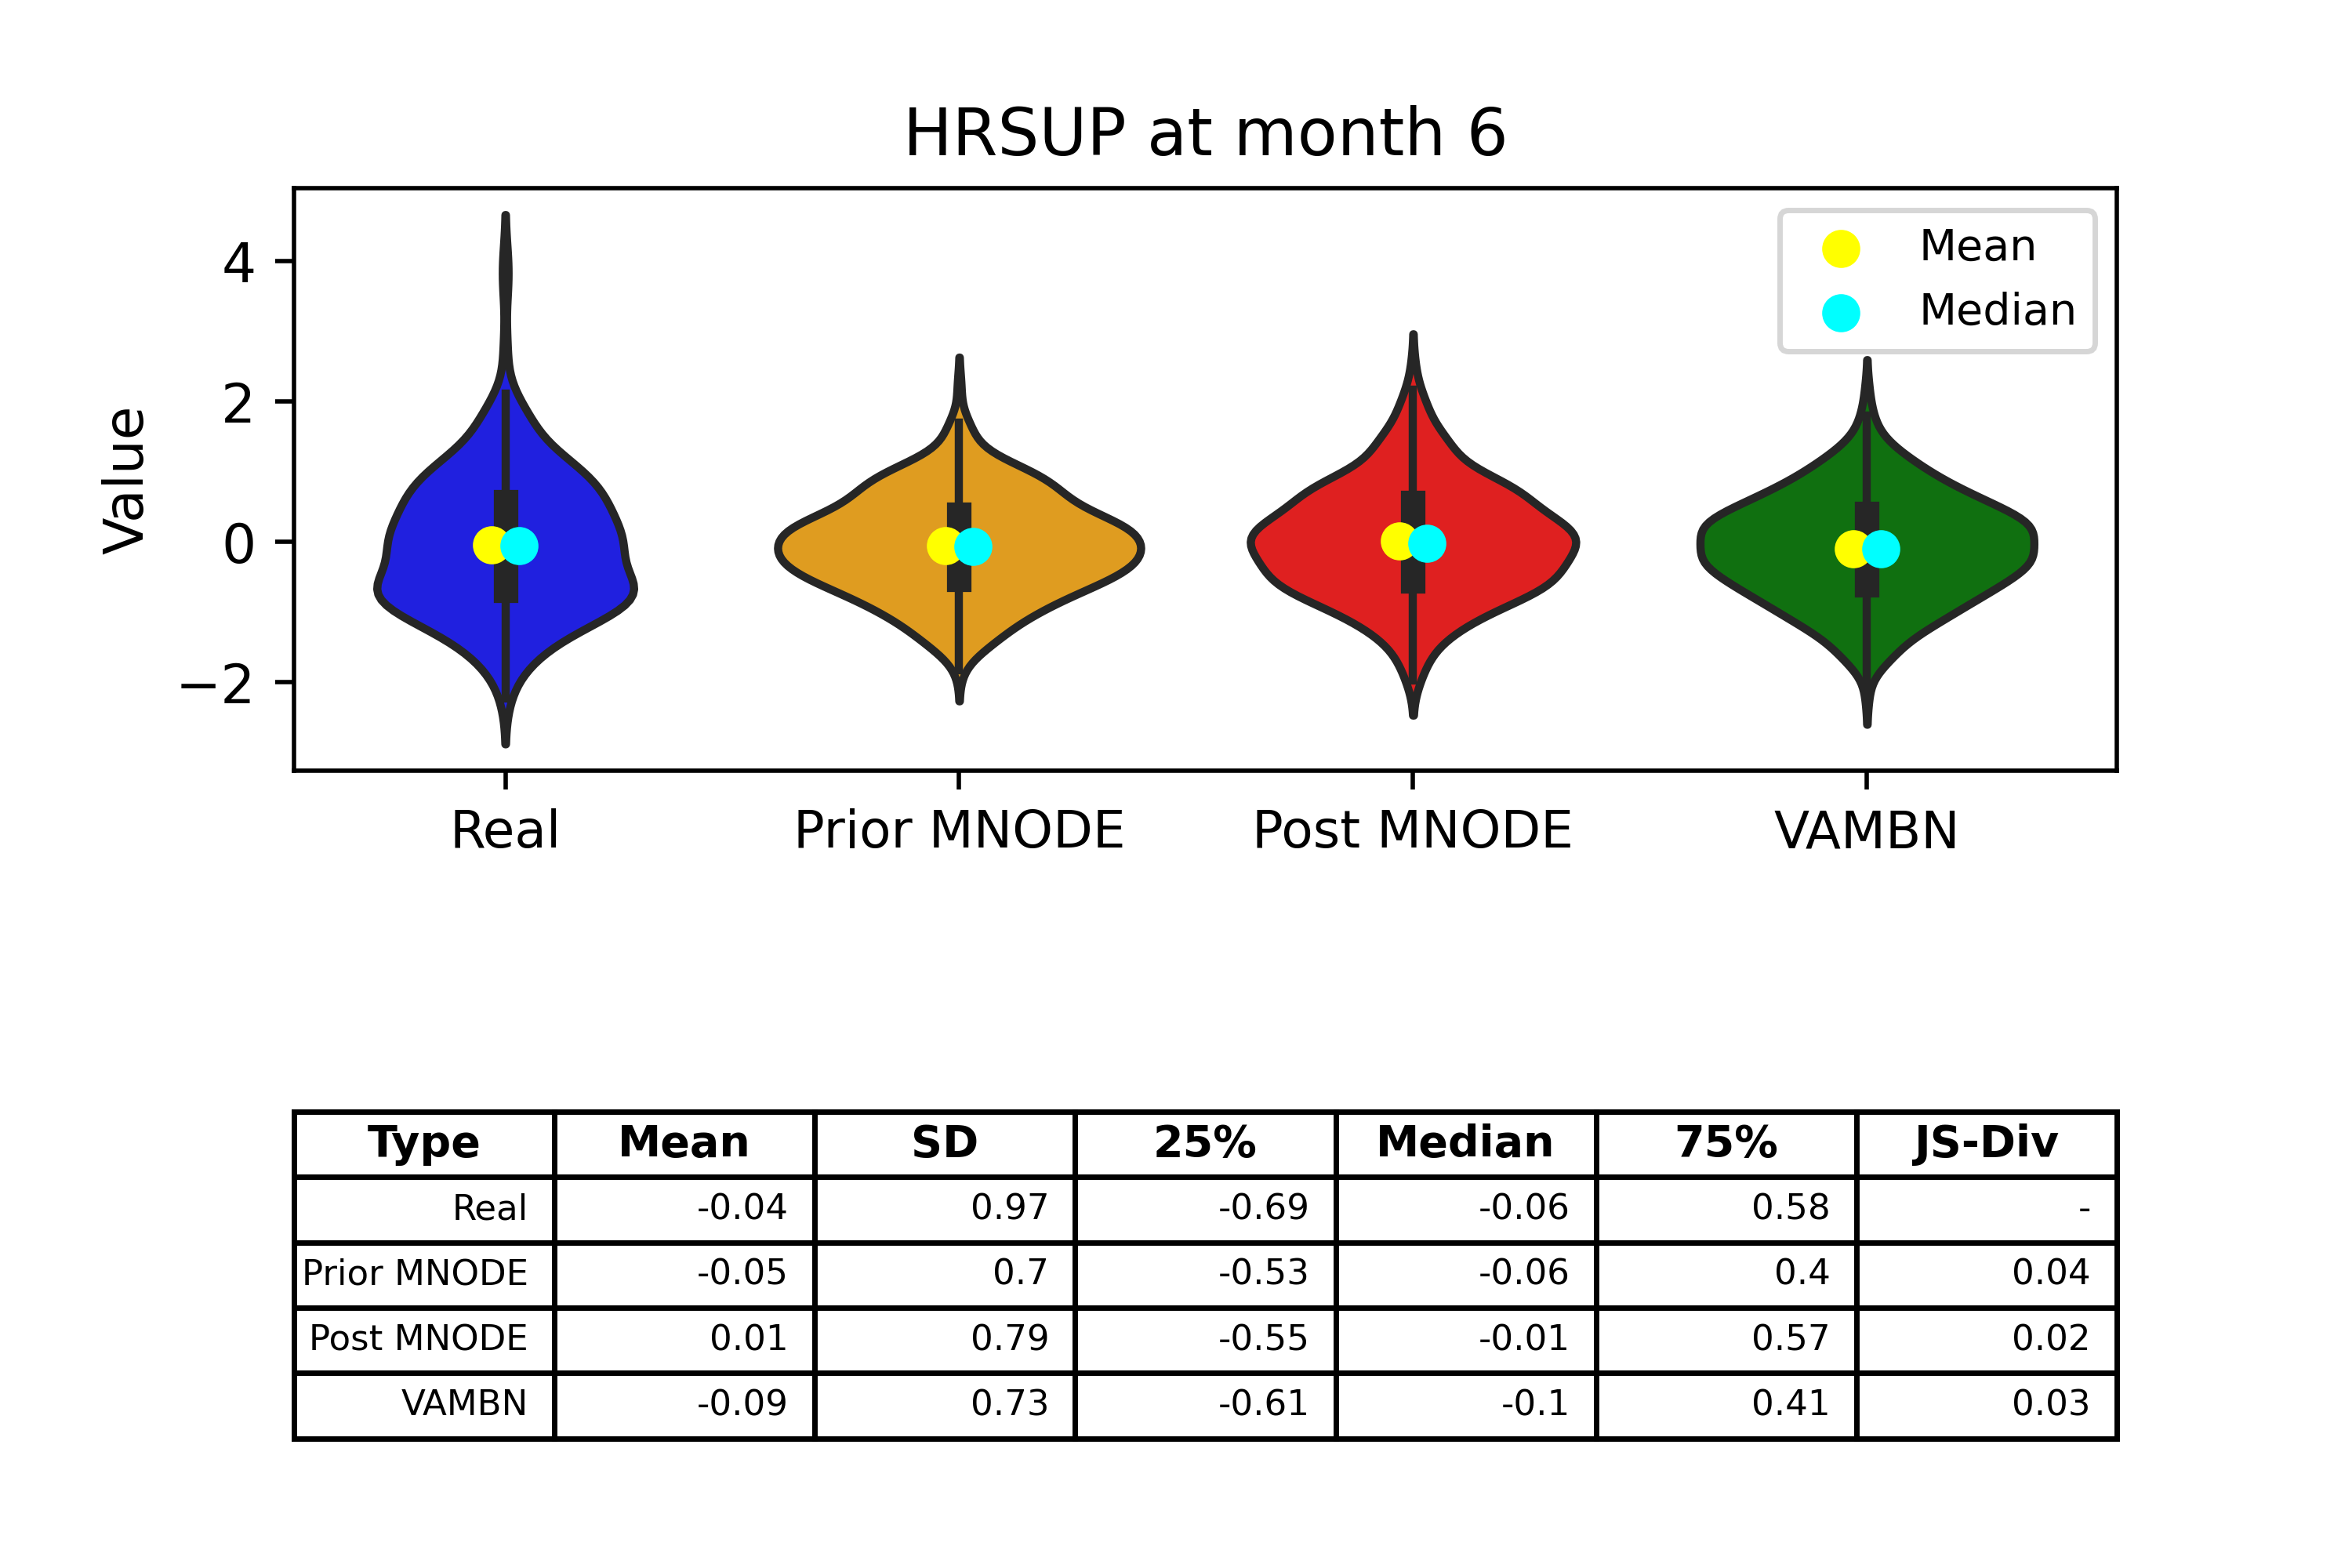 HRSUP at month 6
Value
4
2
0
−2
Mean
Median
Real Prior MNODE Post MNODE VAMBN
Type Mean SD 25% Median 75% JS-Div
Real -0.04 0.97 -0.69 -0.06 0.58 -
Prior MNODE -0.05 0.7 -0.53 -0.06 0.4 0.04
Post MNODE 0.01 0.79 -0.55 -0.01 0.57 0.02
VAMBN -0.09 0.73 -0.61 -0.1 0.41 0.03